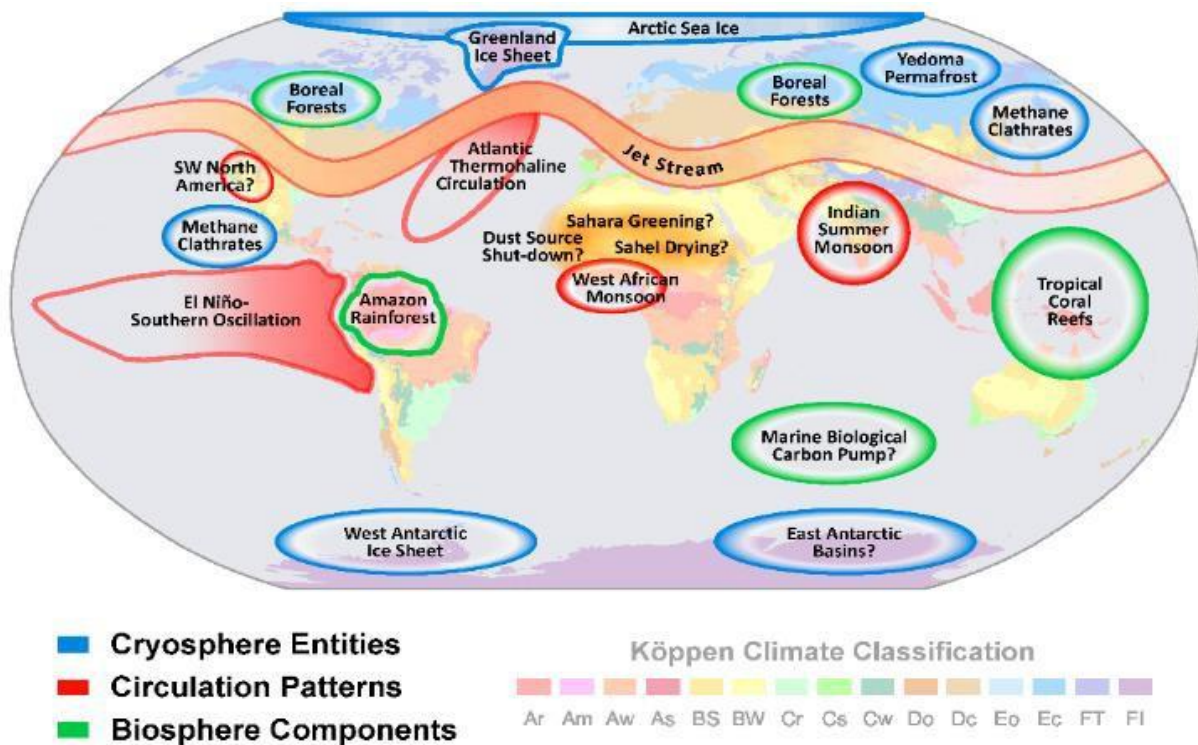 Arctic Sea Ice
Greenland
Ice Sheet
Yedoma
Permafrost
Boreal
Forests
Boreal
Forests
Methane
Clathrates
Atlantic
Thermohaline
Circulation
Jet Stream
SW North
America?
Methane
Clathrates
Sahara Greening?
Dust Source
Shut-down?
Sahel Drying?
Indian
Summer
Monsoon
West African
Monsoon
El Niño-
Southern Oscillation
Amazon
Rainforest
Tropical
Coral
Reefs
Marine Biological
Carbon Pump?
West Antarctic
Ice Sheet
East Antarctic
Basins?
Cryosphere Entities
Circulation Patterns
Biosphere Components
Köppen Climate Classification
Ar Am Aw As BS BW Cr Cs Cw Do Dc Eo Ec FT FI